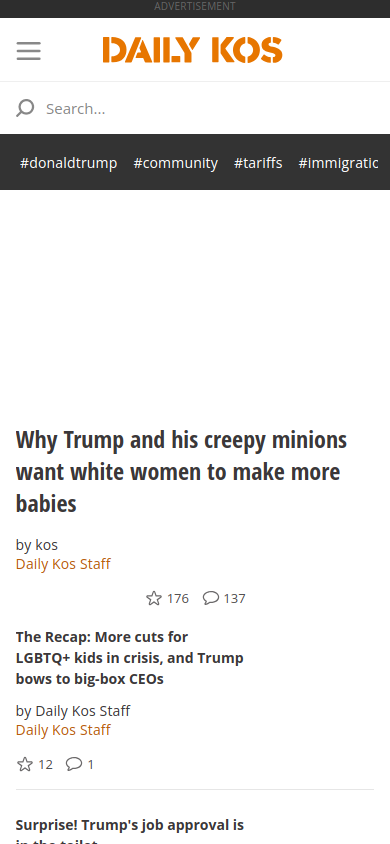 ADVERTISEMENT
DAILY KOS
Search...
#donaldtrump #community #tariffs #immigratic
Why Trump and his creepy minions
want white women to make more
babies
by kos
Daily Kos Staff
176 137
The Recap: More cuts for
LGBTQ+ kids in crisis, and Trump
bows to big-box CEOs
by Daily Kos Staff
Daily Kos Staff
12 1
Surprise! Trump's job approval is
in the toilet